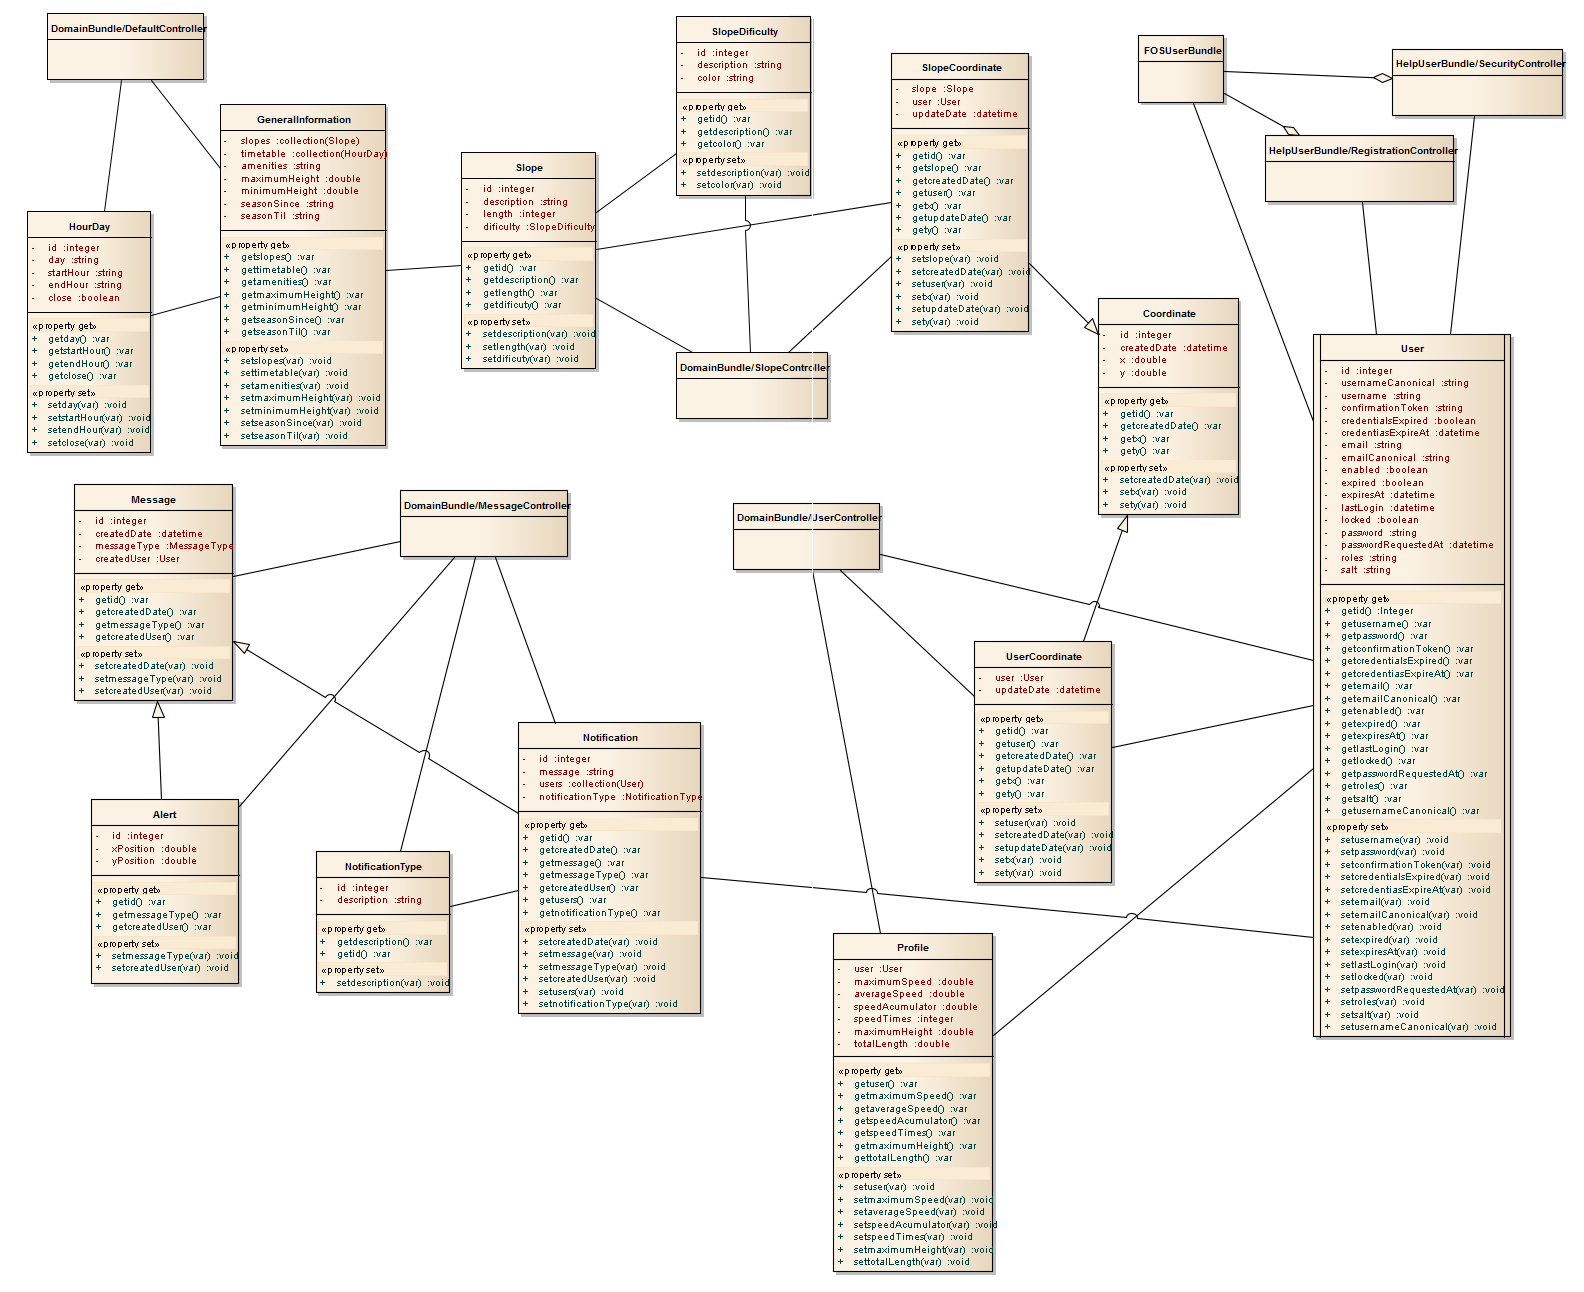 DomainBundle/DefaultController
HourDay
- id :integer
- day :string
- startHour :string
- endHour :string
- close :boolean
«property get»
+ getday() :var
+ getstartHour() :var
+ getendHour() :var
+ getclose() :var
«property set»
+ setday(var) :void
+ setstartHour(var) :void
+ setendHour(var) :void
+ setclose(var) :void
GeneralInformation
- slopes :collection(Slope)
- timetable :collection(HourDay)
- amenities :string
- maximumHeight :double
- minimumHeight :double
- seasonSince :string
- seasonTil :string
«property get»
+ getslopes() :var
+ gettimetable() :var
+ getamenities() :var
+ getmaximumHeight() :var
+ getminimumHeight() :var
+ getseasonSince() :var
+ getseasonTil() :var
«property set»
+ setslopes(var) :void
+ settimetable(var) :void
+ setamenities(var) :void
+ setmaximumHeight(var) :void
+ setminimumHeight(var) :void
+ setseasonSince(var) :void
+ setseasonTil(var) :void
Slope
- id :integer
- description :string
- length :integer
- dificulty :SlopeDificulty
«property get»
+ getid() :var
+ getdescription() :var
+ getlength() :var
+ getdificuty() :var
«property set»
+ setdescription(var) :void
+ setlength(var) :void
+ setdificuty(var) :void
SlopeDificulty
- id :integer
- description :string
- color :string
«property get»
+ getid() :var
+ getdescription() :var
+ getcolor() :var
«property set»
+ setdescription(var) :void
+ setcolor(var) :void
SlopeCoordinate
- slope :Slope
- user :User
- updateDate :datetime
«property get»
+ getid() :var
+ getslope() :var
+ getcreatedDate() :var
+ getuser() :var
+ getx() :var
+ getupdateDate() :var
+ gety() :var
«property set»
+ setslope(var) :void
+ setcreatedDate(var) :void
+ setuser(var) :void
+ setx(var) :void
+ setupdateDate(var) :void
+ sety(var) :void
DomainBundle/SlopeController
FOSUserBundle
HelpUserBundle/SecurityController
HelpUserBundle/RegistrationController
Coordinate
- id :integer
- createdDate :datetime
- x :double
- y :double
«property get»
+ getid() :var
+ getcreatedDate() :var
+ getx() :var
+ gety() :var
«property set»
+ setcreatedDate(var) :void
+ setx(var) :void
+ sety(var) :void
User
- id :integer
- usernameCanonical :string
- username :string
- confirmationToken :string
- credentialsExpired :boolean
- credentiasExpireAt :datetime
- email :string
- emailCanonical :string
- enabled :boolean
- expired :boolean
- expiresAt :datetime
- lastLogin :datetime
- locked :boolean
- password :string
- passwordRequestedAt :datetime
- roles :string
- salt :string
«property get»
+ getid() :Integer
+ getusername() :var
+ getpassword() :var
+ getconfirmationToken() :var
+ getcredentialsExpired() :var
+ getcredentiasExpireAt() :var
+ getemail() :var
+ getemailCanonical() :var
+ getenabled() :var
+ getexpired() :var
+ getexpiresAt() :var
+ getlastLogin() :var
+ getlocked() :var
+ getpasswordRequestedAt() :var
+ getroles() :var
+ getsalt() :var
+ getusernameCanonical() :var
«property set»
+ setusername(var) :void
+ setpassword(var) :void
+ setconfirmationToken(var) :void
+ setcredentialsExpired(var) :void
+ setcredentiasExpireAt(var) :void
+ setemail(var) :void
+ setemailCanonical(var) :void
+ setenabled(var) :void
+ setexpired(var) :void
+ setexpiresAt(var) :void
+ setlastLogin(var) :void
+ setlocked(var) :void
+ setpasswordRequestedAt(var) :void
+ setroles(var) :void
+ setsalt(var) :void
+ setusernameCanonical(var) :void
Message
- id :integer
- createdDate :datetime
- messageType :MessageType
- createdUser :User
«property get»
+ getid() :var
+ getcreatedDate() :var
+ getmessageType() :var
+ getcreatedUser() :var
«property set»
+ setcreatedDate(var) :void
+ setmessageType(var) :void
+ setcreatedUser(var) :void
DomainBundle/MessageController
DomainBundle/UserController
Alert
- id :integer
- xPosition :double
- yPosition :double
«property get»
+ getid() :var
+ getmessageType() :var
+ getcreatedUser() :var
«property set»
+ setmessageType(var) :void
+ setcreatedUser(var) :void
NotificationType
- id :integer
- description :string
«property get»
+ getdescription() :var
+ getid() :var
«property set»
+ setdescription(var) :void
Notification
- id :integer
- message :string
- users :collection(User)
- notificationType :NotificationType
«property get»
+ getid() :var
+ getcreatedDate() :var
+ getmessage() :var
+ getmessageType() :var
+ getcreatedUser() :var
+ getusers() :var
+ getnotificationType() :var
«property set»
+ setcreatedDate(var) :void
+ setmessage(var) :void
+ setmessageType(var) :void
+ setcreatedUser(var) :void
+ setusers(var) :void
+ setnotificationType(var) :void
UserCoordinate
- user :User
- updateDate :datetime
«property get»
+ getid() :var
+ getuser() :var
+ getcreatedDate() :var
+ getupdateDate() :var
+ getx() :var
+ gety() :var
«property set»
+ setuser(var) :void
+ setcreatedDate(var) :void
+ setupdateDate(var) :void
+ setx(var) :void
+ sety(var) :void
Profile
- user :User
- maximumSpeed :double
- averageSpeed :double
- speedAcumulator :double
- speedTimes :integer
- maximumHeight :double
- totalLength :double
«property get»
+ getuser() :var
+ getmaximumSpeed() :var
+ getaverageSpeed() :var
+ getspeedAcumulator() :var
+ getspeedTimes() :var
+ getmaximumHeight() :var
+ gettotalLength() :var
«property set»
+ setuser(var) :void
+ setmaximumSpeed(var) :void
+ setaverageSpeed(var) :void
+ setspeedAcumulator(var) :void
+ setspeedTimes(var) :void
+ setmaximumHeight(var) :void
+ settotalLength(var) :void